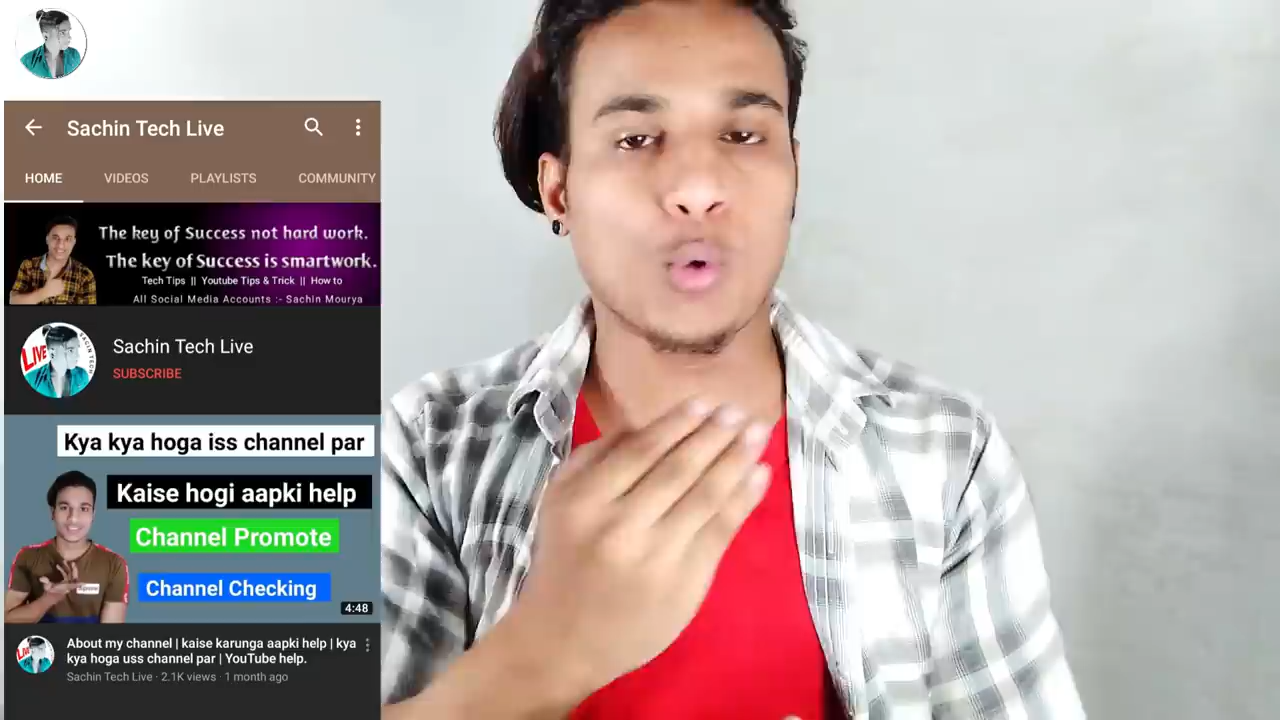 Sachin Tech Live
HOME VIDEOS PLAYLISTS COMMUNITY
The key of Success not hard work.
The key of Success is smartwork.
Tech Tips || Youtube Tips & Trick || How to
All Social Media Accounts :- Sachin Mourya
LIVE
SACHIN TECH
Sachin Tech Live
SUBSCRIBE
Kya kya hoga iss channel par
Kaise hogi aapki help
Channel Promote
Channel Checking
4:48
About my channel | kaise karunga aapki help | kya
kya hoga uss channel par | YouTube help.
Sachin Tech Live · 2.1K views · 1 month ago